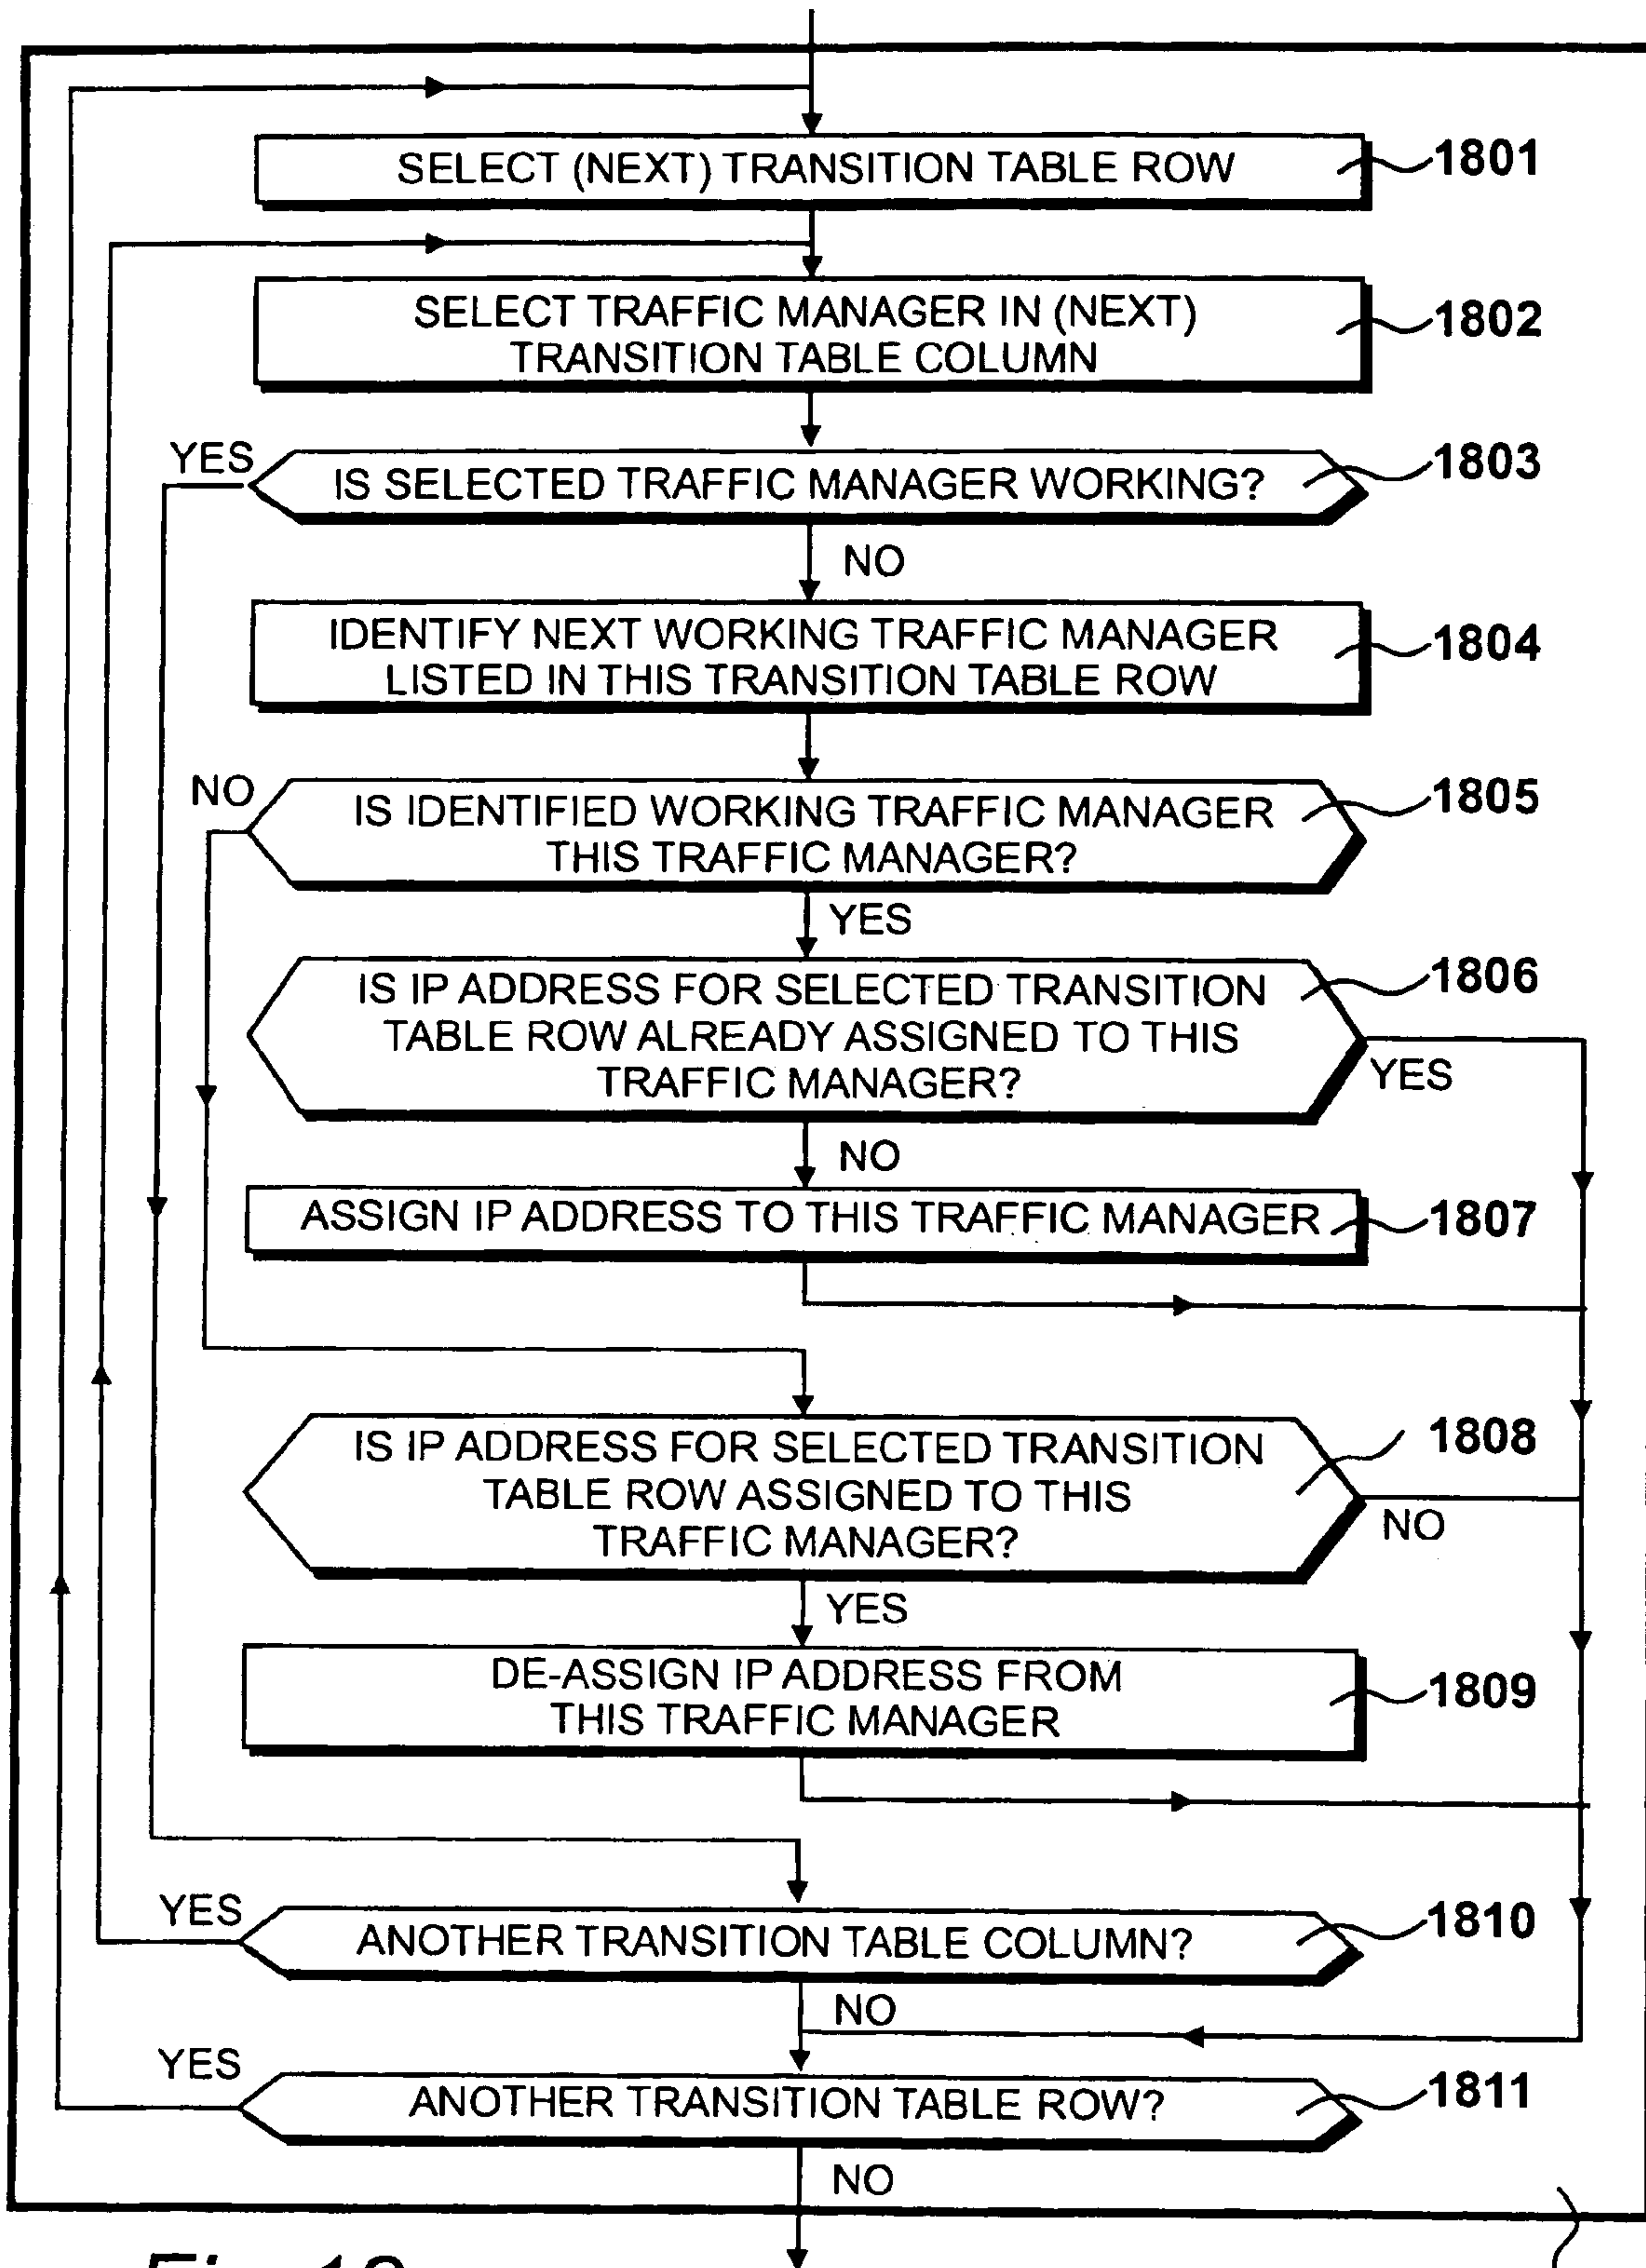 SELECT (NEXT) TRANSITION TABLE ROW
1801
SELECT TRAFFIC MANAGER IN (NEXT)
TRANSITION TABLE COLUMN
1802
YES
IS SELECTED TRAFFIC MANAGER WORKING?
1803
NO
IDENTIFY NEXT WORKING TRAFFIC MANAGER
LISTED IN THIS TRANSITION TABLE ROW
1804
NO
IS IDENTIFIED WORKING TRAFFIC MANAGER
THIS TRAFFIC MANAGER?
1805
YES
IS IP ADDRESS FOR SELECTED TRANSITION
TABLE ROW ALREADY ASSIGNED TO THIS
TRAFFIC MANAGER?
1806
YES
NO
ASSIGN IP ADDRESS TO THIS TRAFFIC MANAGER
1807
IS IP ADDRESS FOR SELECTED TRANSITION
TABLE ROW ASSIGNED TO THIS
TRAFFIC MANAGER?
1808
NO
YES
DE-ASSIGN IP ADDRESS FROM
THIS TRAFFIC MANAGER
1809
YES
ANOTHER TRANSITION TABLE COLUMN?
1810
NO
YES
ANOTHER TRANSITION TABLE ROW?
1811
NO